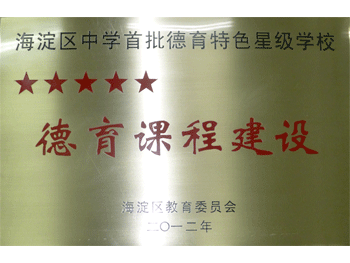 海淀区中学首批德育特色星级学校
★★★★★
德育课程建设
海淀区教育委员会
二〇一二年